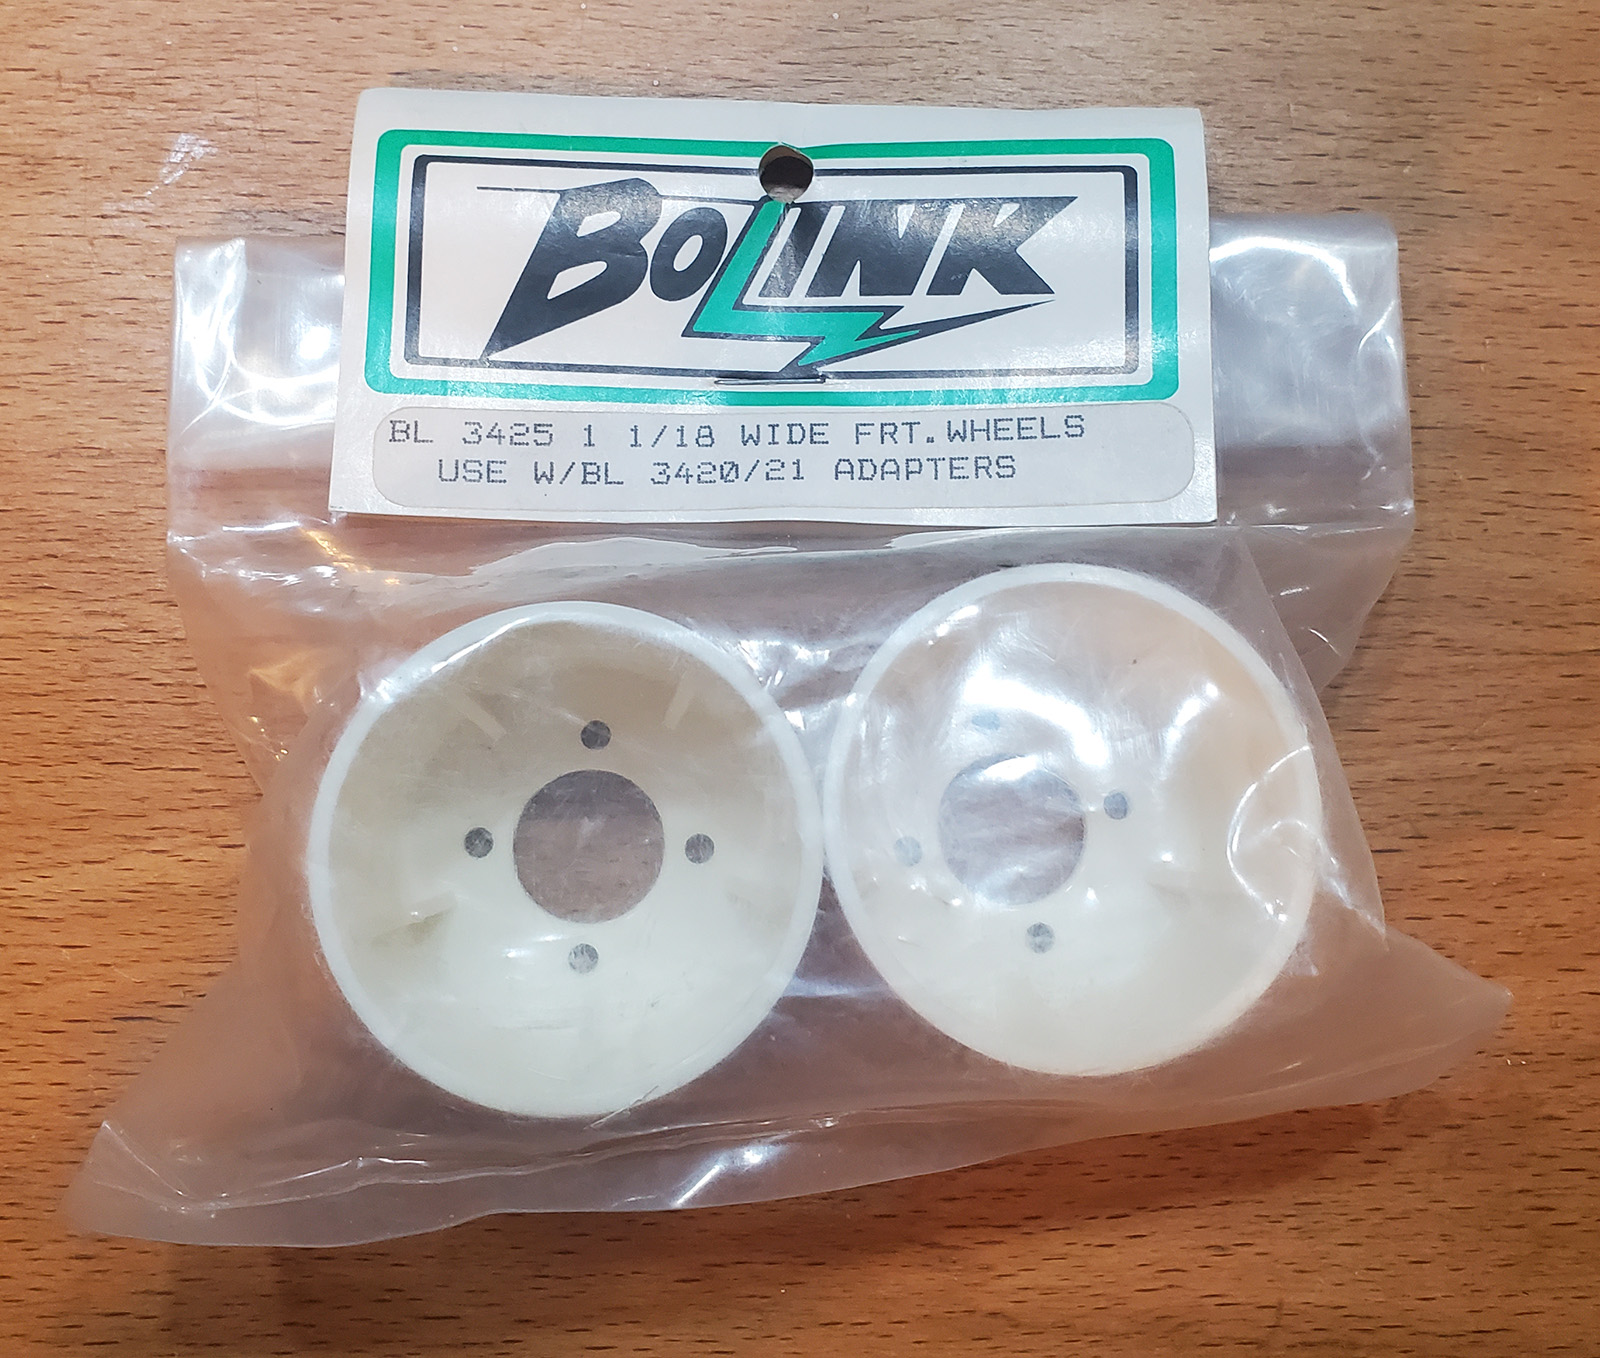 BOLINK
BL 3425 1 1/18 WIDE FRT.WHEELS
USE W/BL 3420/21 ADAPTERS